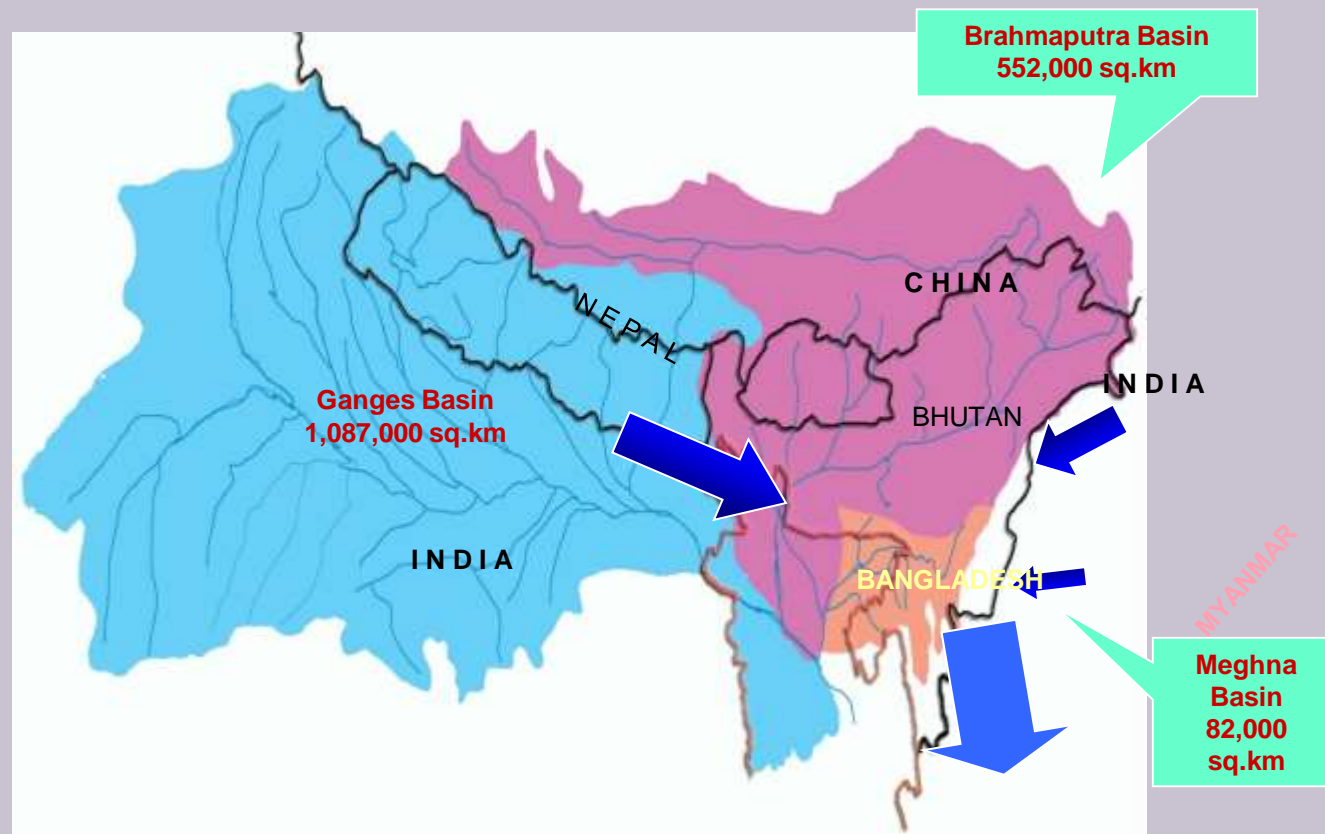 Brahmaputra Basin
552,000 sq.km
CHINA
NEPAL
INDIA
Ganges Basin
1,087,000 sq.km
BHUTAN
INDIA
BANGLADESH
MYANMAR
Meghna
Basin
82,000
sq.km